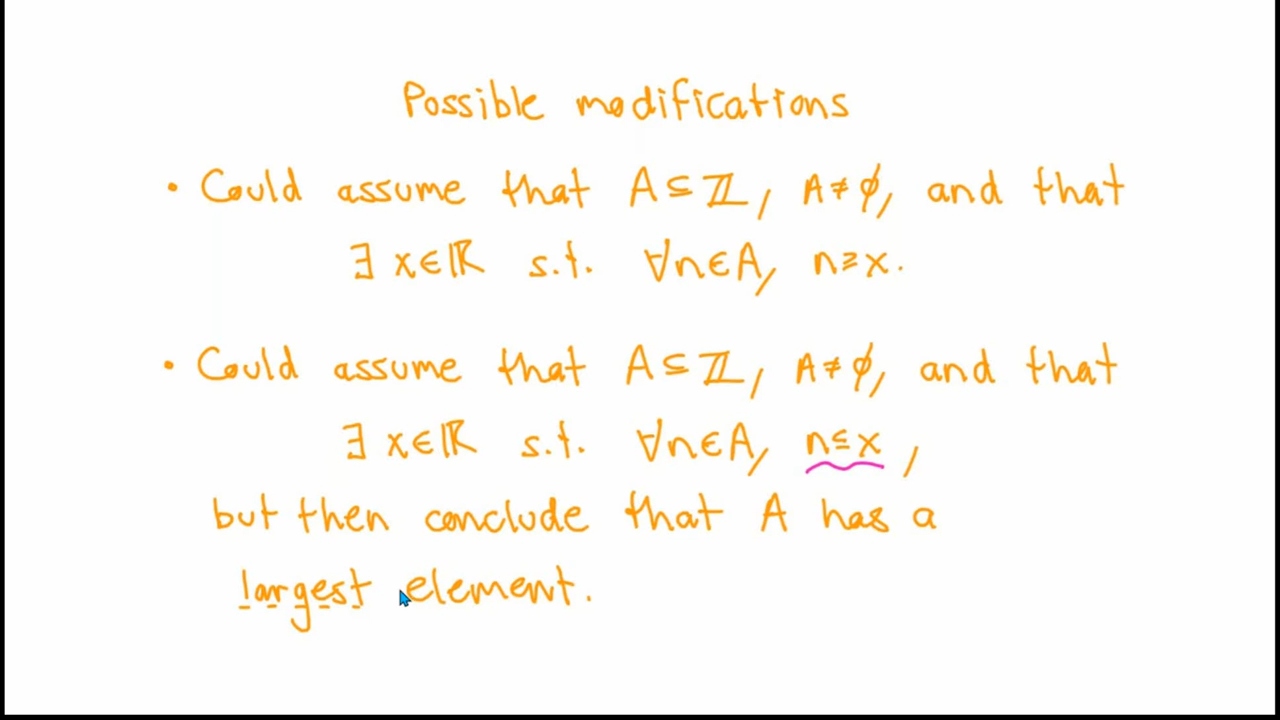 Possible modifications
• Could assume that A ⊆ ℤ, A ≠ ϕ, and that
∃ x ∈ ℝ s.t. ∀n ∈ A, n ≥ x.
• Could assume that A ⊆ ℤ, A ≠ ϕ, and that
∃ x ∈ ℝ s.t. ∀n ∈ A, n ≤ x,
but then conclude that A has a
largest element.